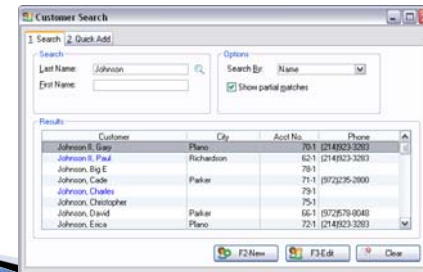 Customer Search
1 Search 2 Quick Add
Search
Last Name: Johnson
First Name:
Options
Search By: Name
Show partial matches
Results
Customer City Acct No. Phone
Johnson II, Gary Plano 70-1 (214)923-3283
Johnson II, Paul Richardson 62-1 (214)923-3283
Johnson, Big E 78-1
Johnson, Cade Parker 71-1 (972)235-2800
Johnson, Charles 79-1
Johnson, Christopher 75-1
Johnson, David Parker 66-1 (972)578-8048
Johnson, Erica Plano 72-1 (214)923-3283
F2-New F3-Edit Clear